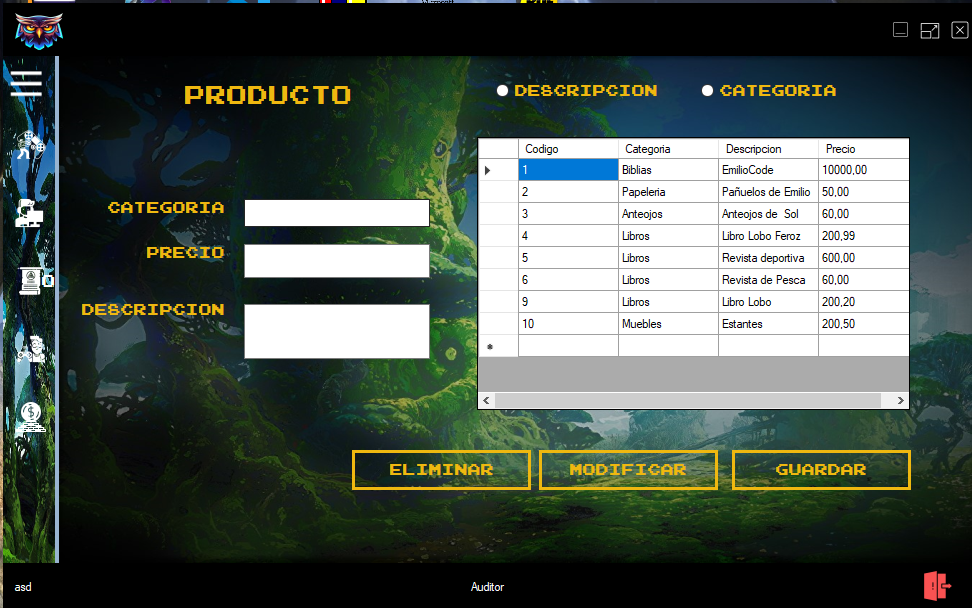 PRODUCTO
DESCRIPCION CATEGORIA
CATEGORIA
PRECIO
DESCRIPCION
Codigo Categoria Descripcion Precio
1 Biblias EmilioCode 10000,00
2 Papeleria Pañuelos de Emilio 50,00
3 Anteojos Anteojos de Sol 60,00
4 Libros Libro Lobo Feroz 200,99
5 Libros Revista deportiva 600,00
6 Libros Revista de Pesca 60,00
9 Libros Libro Lobo 200,20
10 Muebles Estantes 200,50
ELIMINAR MODIFICAR GUARDAR
asd Auditor